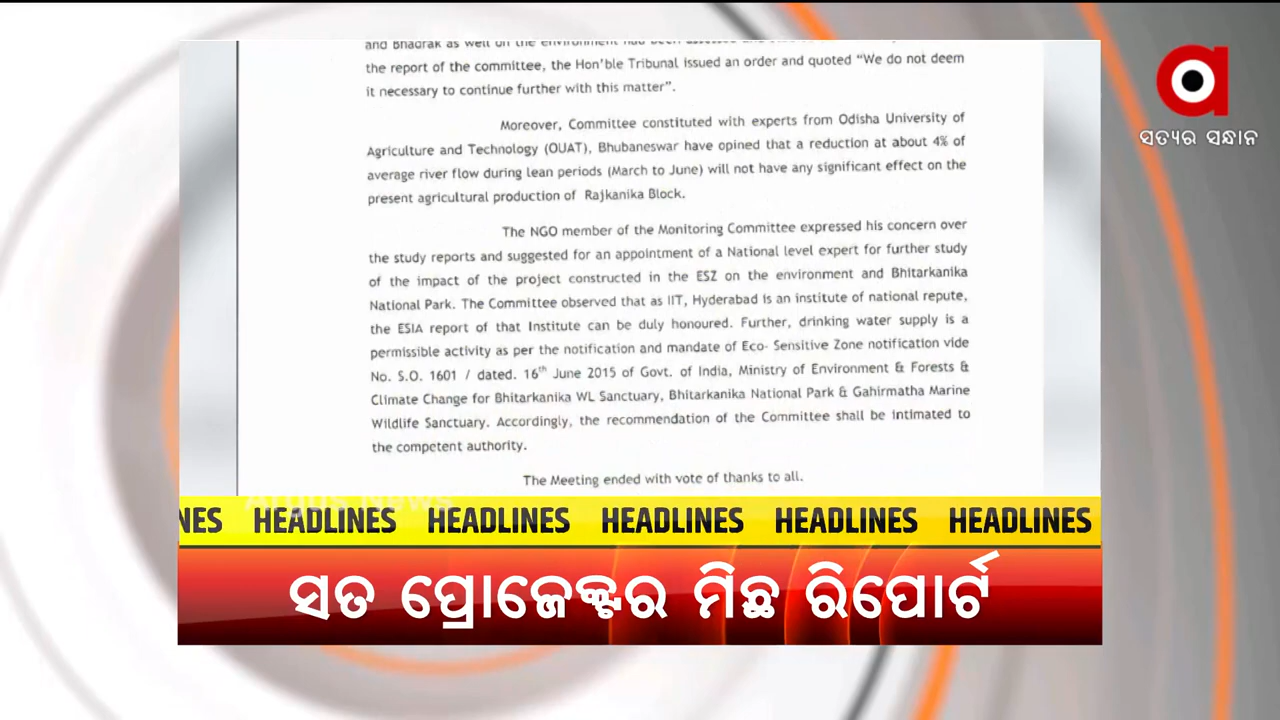 the report of the committee, the Hon'ble Tribunal issued an order and quoted “We do not deem
it necessary to continue further with this matter”.
Moreover, Committee constituted with experts from Odisha University of
Agriculture and Technology (OUAT), Bhubaneswar have opined that a reduction at about 4% of
average river flow during lean periods (March to June) will not have any significant effect on the
present agricultural production of Rajkanika Block.
The NGO member of the Monitoring Committee expressed his concern over
the study reports and suggested for an appointment of a National level expert for further study
of the impact of the project constructed in the ESZ on the environment and Bhitarkanika
National Park. The Committee observed that as IIT, Hyderabad is an institute of national repute,
the ESIA report of that Institute can be duly honoured. Further, drinking water supply is a
permissible activity as per the notification and mandate of Eco- Sensitive Zone notification vide
No. S.O. 1601 / dated. 16th June 2015 of Govt. of India, Ministry of Environment & Forests &
Climate Change for Bhitarkanika WL Sanctuary, Bhitarkanika National Park & Gahirmatha Marine
Wildlife Sanctuary. Accordingly, the recommendation of the Committee shall be intimated to
the competent authority.
The Meeting ended with vote of thanks to all.
Argus News
NES HEADLINES HEADLINES HEADLINES HEADLINES HEADLINES
ସତ ପ୍ରୋଜେକ୍ଟର ମିଛ ରିପୋର୍ଟ
ସତ୍ୟର ସନ୍ଧାନ